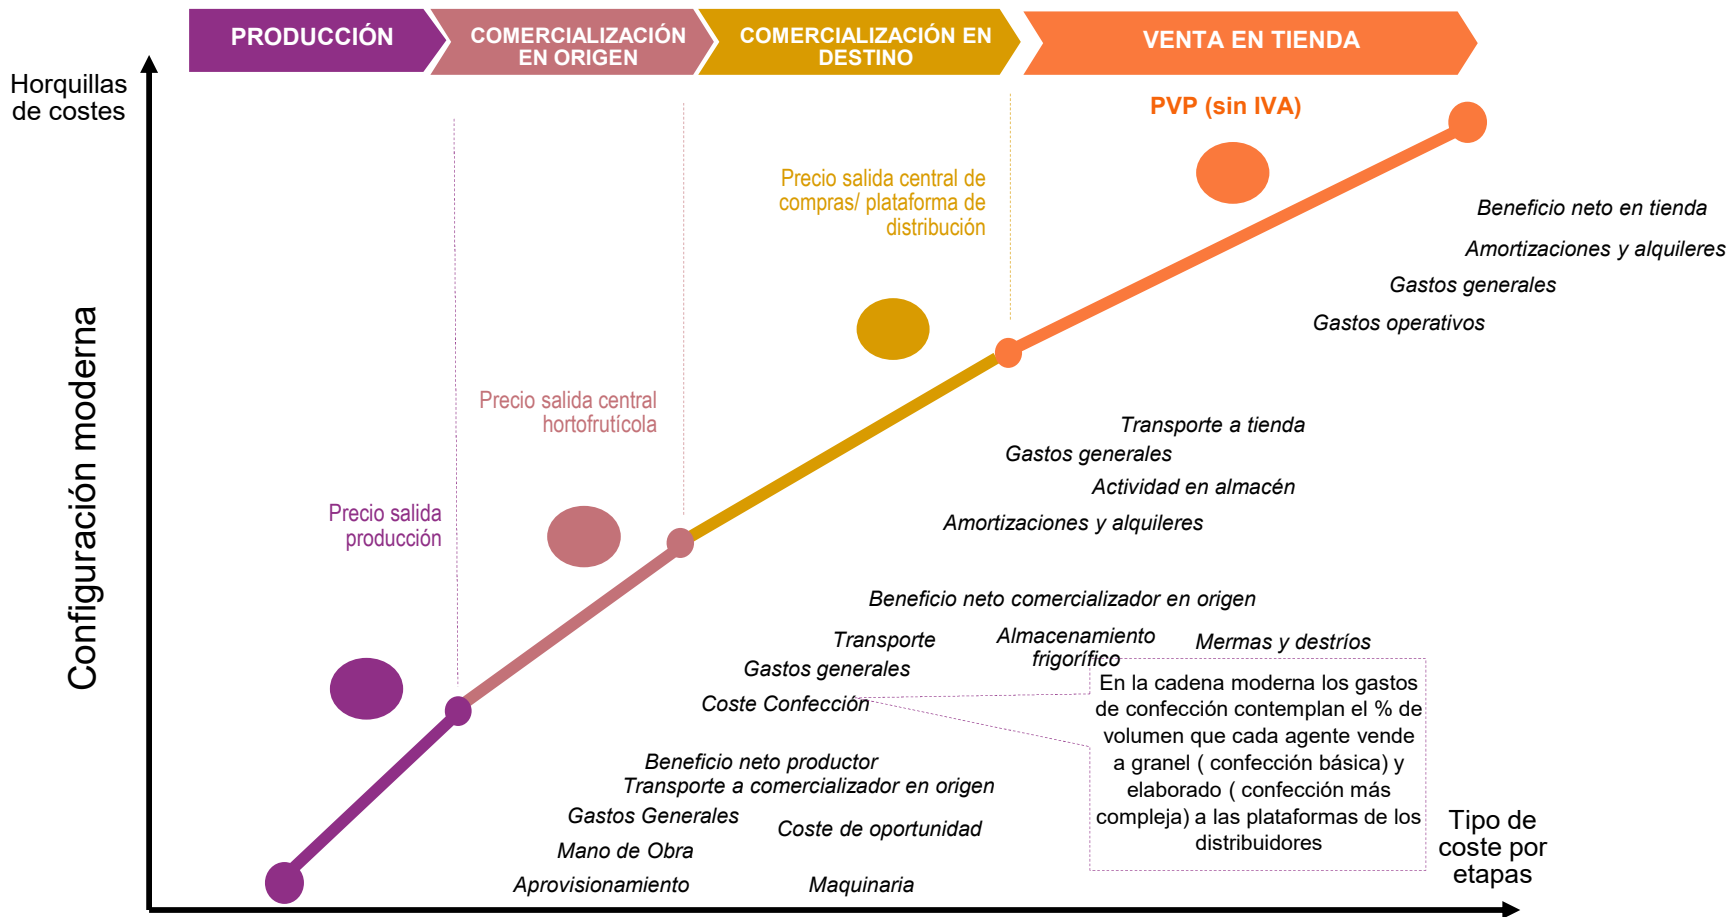 PRODUCCIÓN
COMERCIALIZACIÓN
EN ORIGEN
COMERCIALIZACIÓN EN
DESTINO
VENTA EN TIENDA
Horquillas
de costes
PVP (sin IVA)
Precio salida central de
compras/ plataforma de
distribución
Beneficio neto en tienda
Amortizaciones y alquileres
Gastos generales
Gastos operativos
Configuración moderna
Precio salida central
hortofrutícola
Transporte a tienda
Gastos generales
Actividad en almacén
Amortizaciones y alquileres
Precio salida
producción
Beneficio neto comercializador en origen
Transporte
Almacenamiento
frigorífico
Mermas y destríos
Gastos generales
Coste Confección
En la cadena moderna los gastos
de confección contemplan el % de
volumen que cada agente vende
a granel ( confección básica) y
elaborado ( confección más
compleja) a las plataformas de los
distribuidores
Beneficio neto productor
Transporte a comercializador en origen
Gastos Generales
Coste de oportunidad
Mano de Obra
Aprovisionamiento
Maquinaria
Tipo de
coste por
etapas